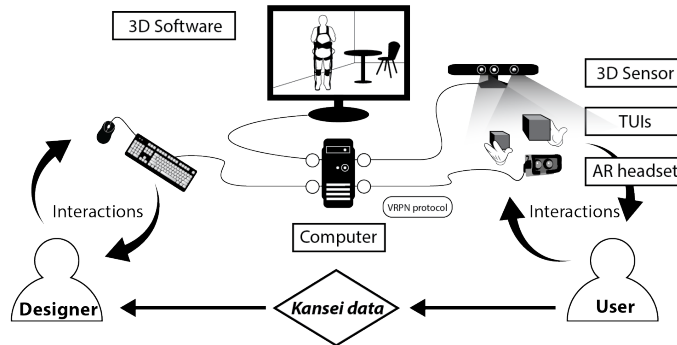 3D Software
3D Sensor
TUIs
AR headset
Interactions
VRPN protocol
Interactions
Computer
Designer
Kansei data
User